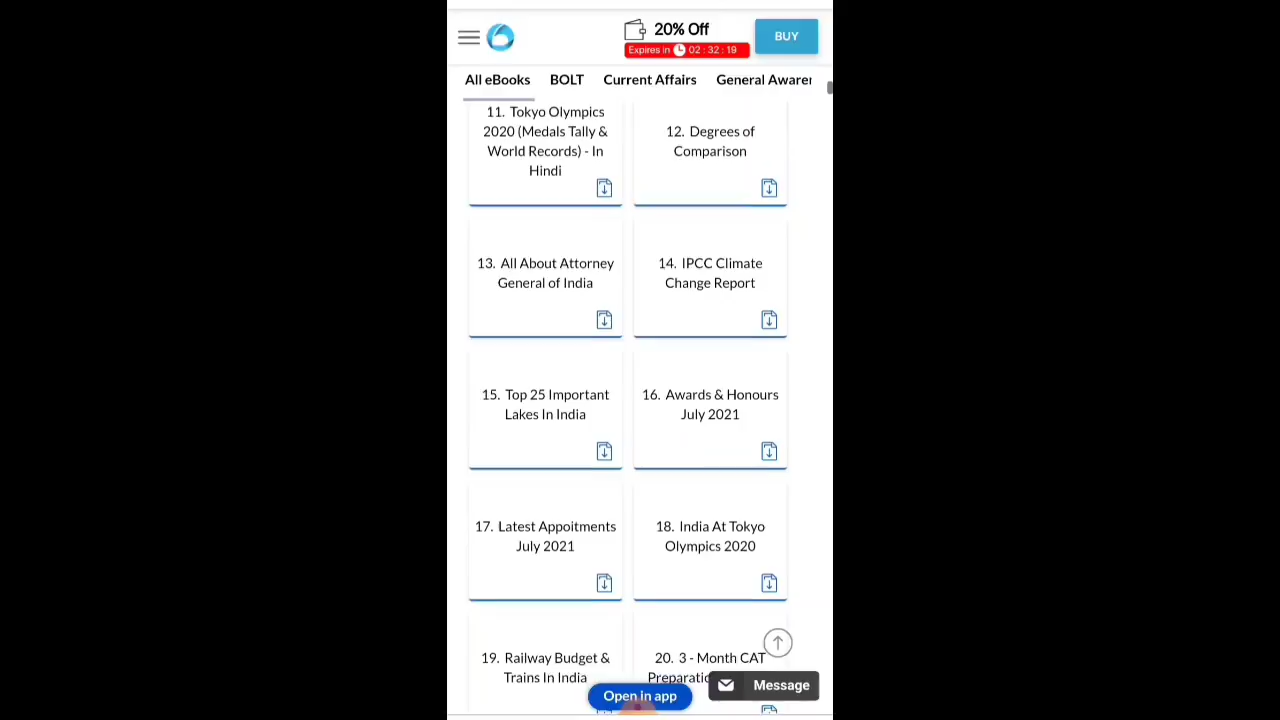 20% Off
Expires in 02 : 32 : 19
BUY
All eBooks BOLT Current Affairs General Awarer
11. Tokyo Olympics
2020 (Medals Tally &
World Records) - In
Hindi
12. Degrees of
Comparison
13. All About Attorney
General of India
14. IPCC Climate
Change Report
15. Top 25 Important
Lakes In India
16. Awards & Honours
July 2021
17. Latest Appoitments
July 2021
18. India At Tokyo
Olympics 2020
19. Railway Budget &
Trains In India
20. 3 - Month CAT
Preparatio
Message
Open in app